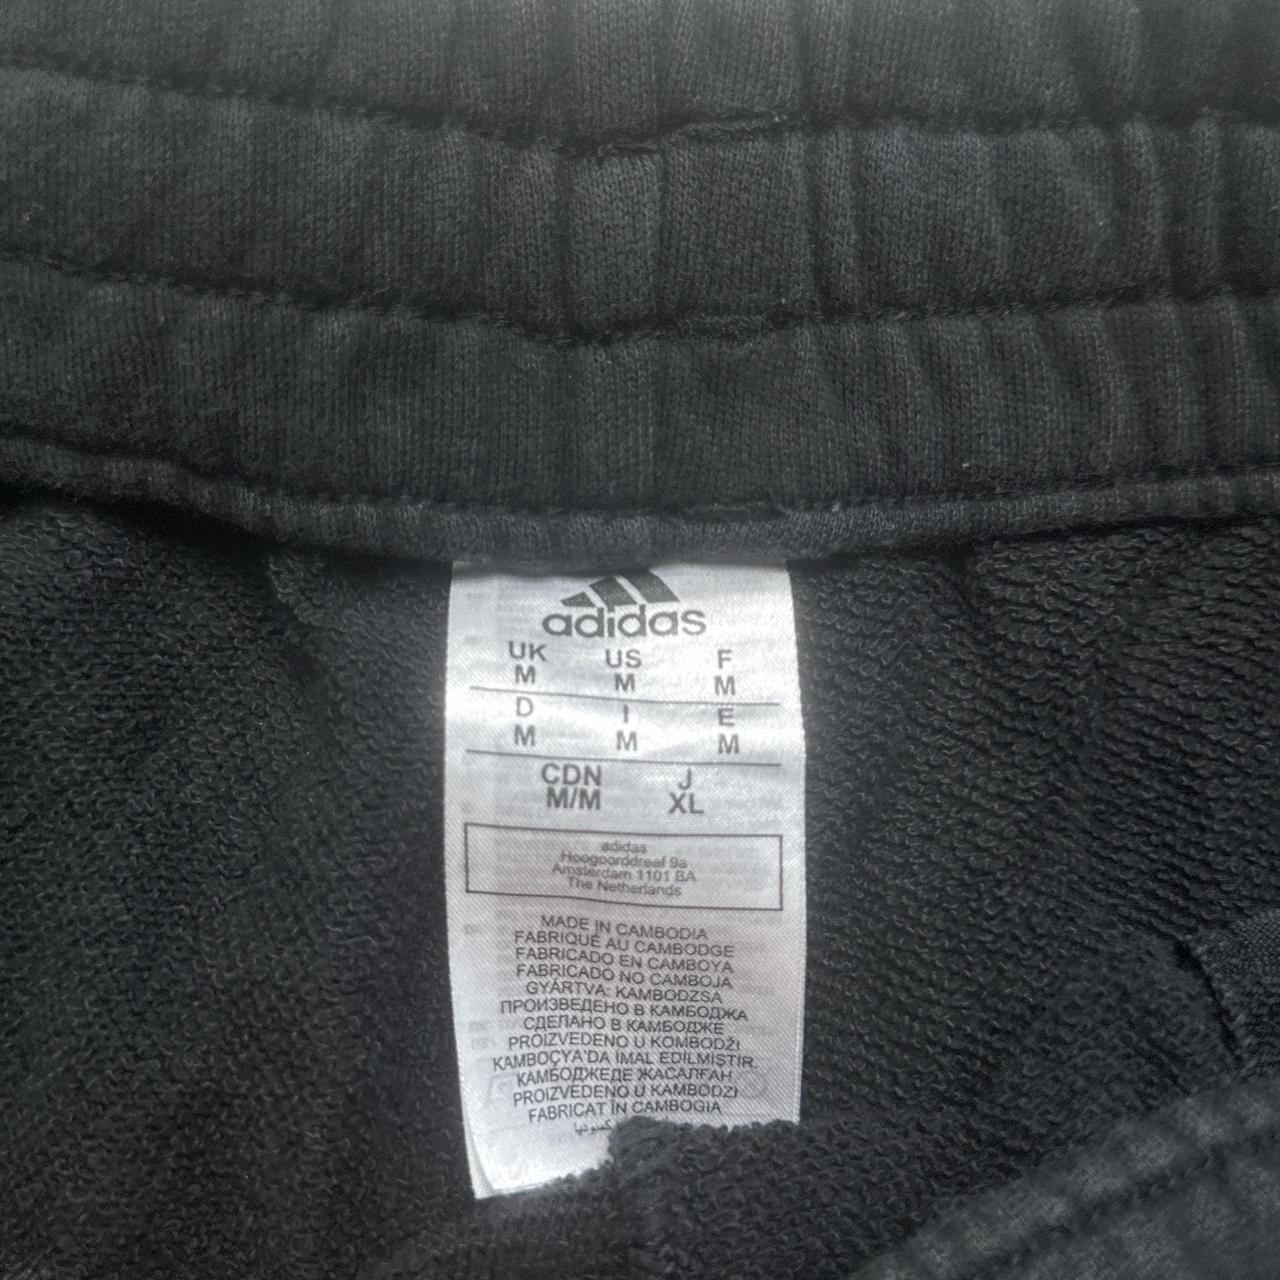 adidas
UK US F
M M M
D I E
M M M
CDN J
M/M XL
adidas
Hoogoorddreef 9a
Amsterdam 1101 BA
The Netherlands
MADE IN CAMBODIA
FABRIQUÉ AU CAMBODGE
FABRICADO EN CAMBOYA
FABRICADO NO CAMBOJA
GYÁRTVA: KAMBODZSA
ПРОИЗВЕДЕНО В КАМБОДЖА
СДЕЛАНО В КАМБОДЖЕ
PROIZVEDENO U KOMBODŽI
KAMBOÇYA'DA İMAL EDİLMİŞTİR.
КАМБОДЖЕДЕ ЖАСАЛҒАН
PROIZVEDENO U KAMBODZI
FABRICAT ÎN CAMBOGIA